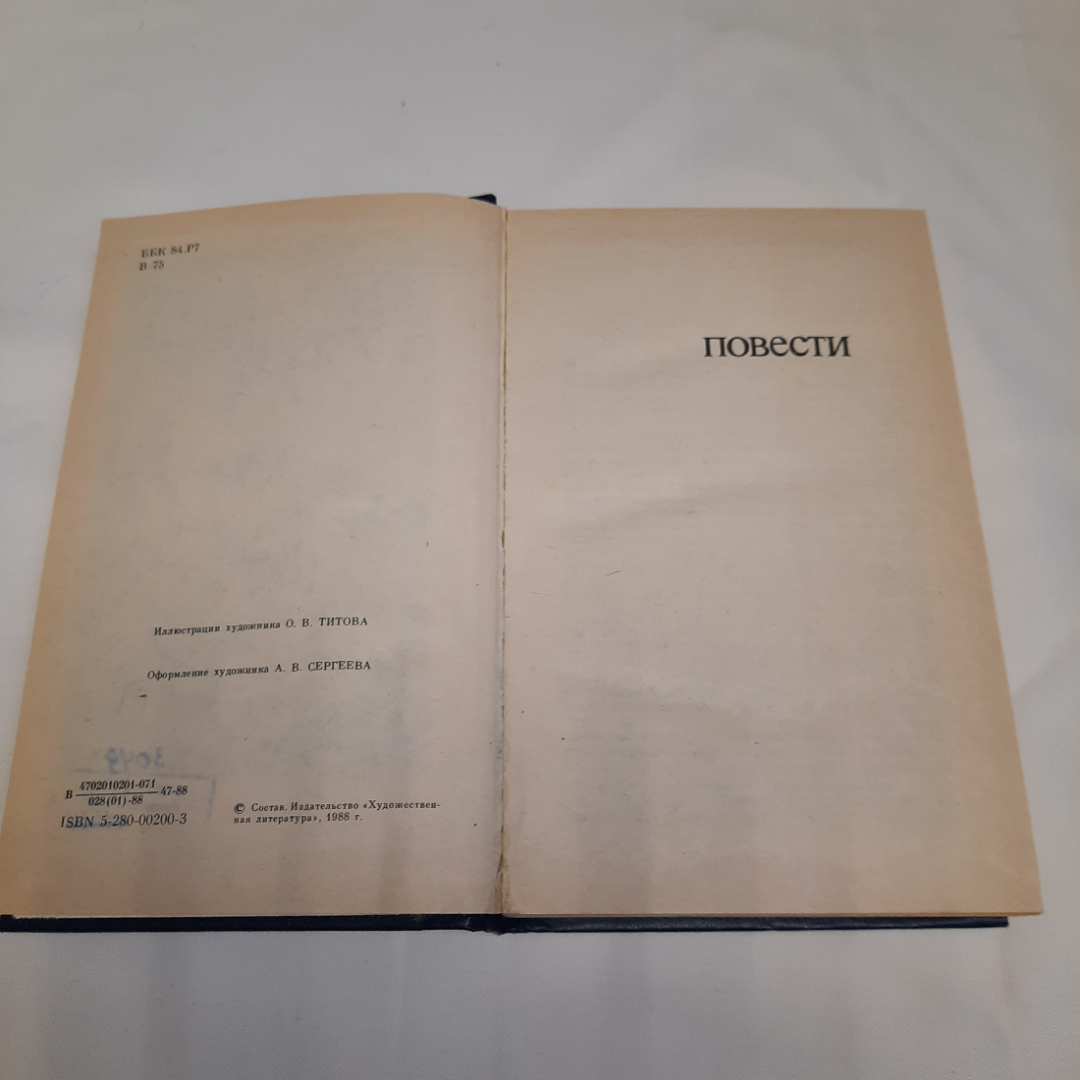 ББК 84.Р7
В 75
Иллюстрации художника О. В. ТИТОВА
Оформление художника А. В. СЕРГЕЕВА
3049
В 4702010201-071 47-88
028(01)-88
ISBN 5-280-00200-3
© Состав. Издательство «Художествен-
ная литература», 1988 г.
ПОВЕСТИ